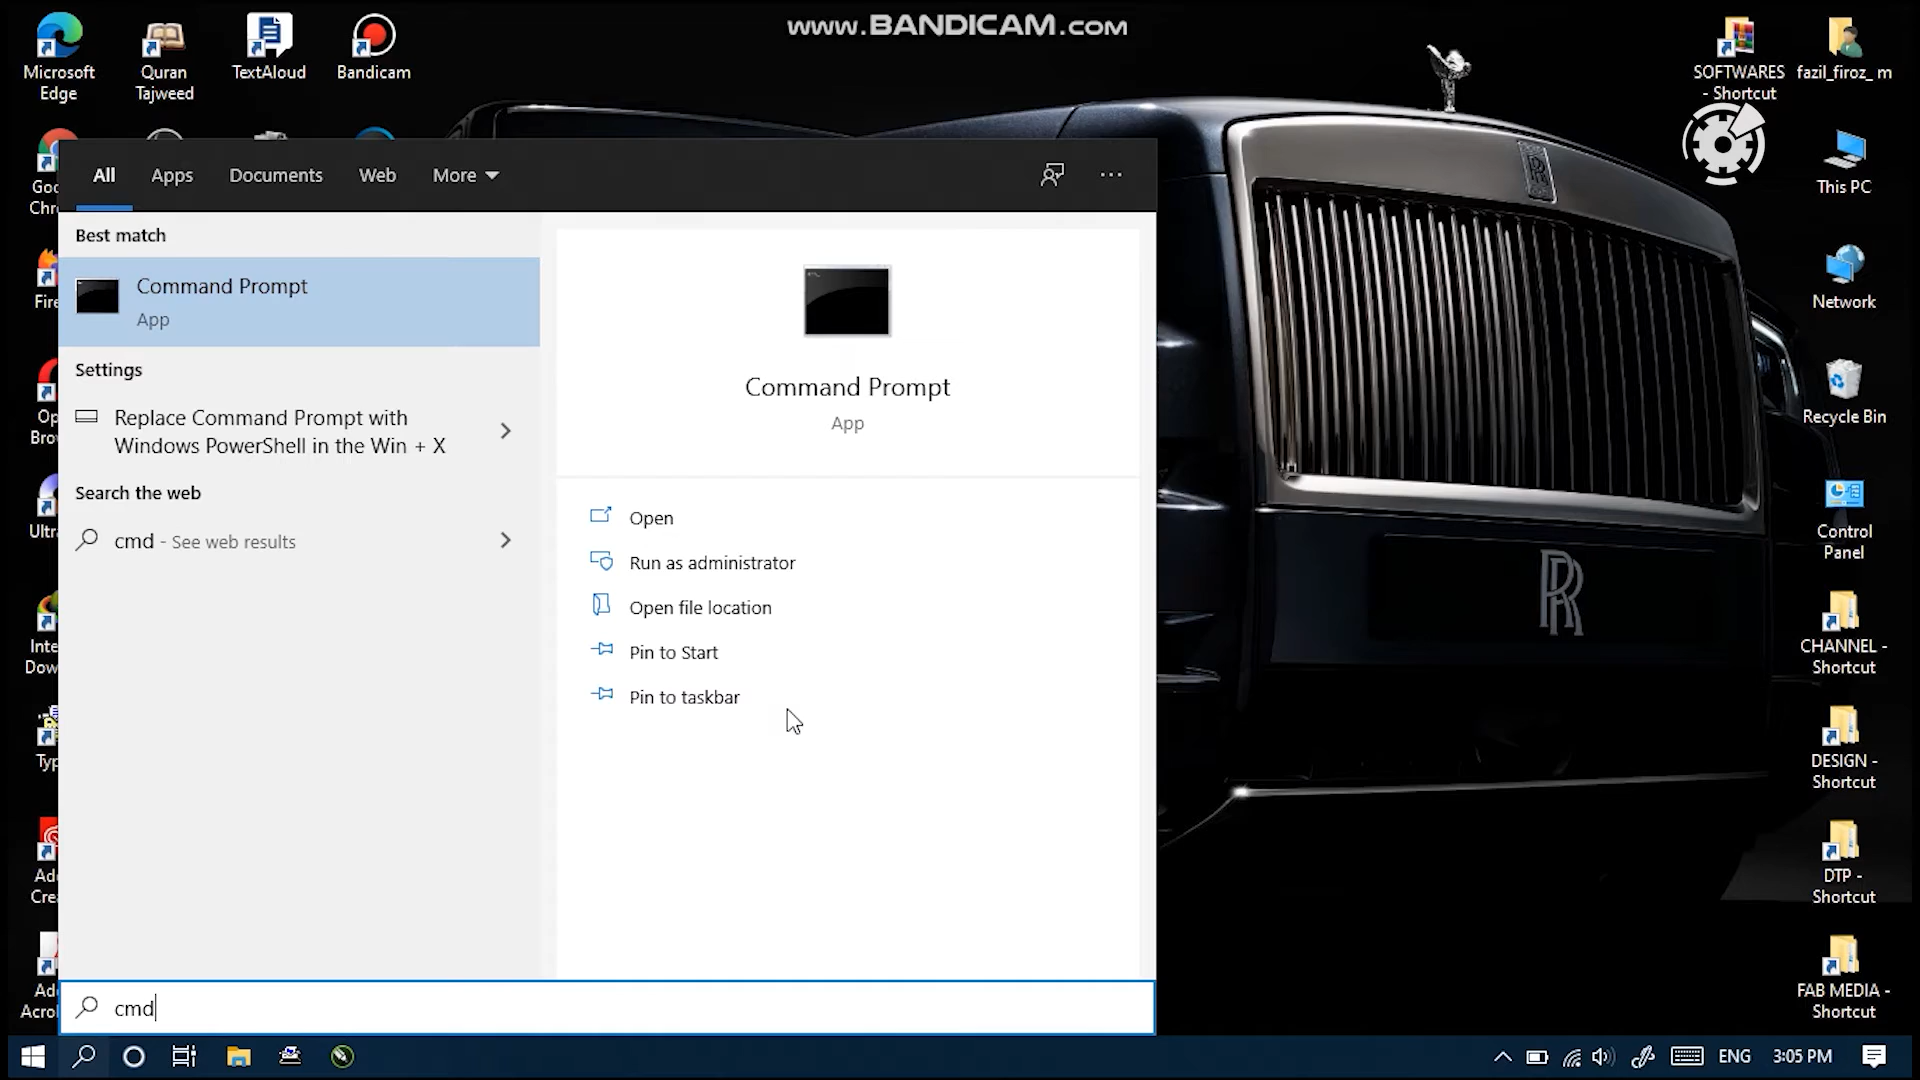 www.BANDICAM.com
Microsoft
Edge
Quran
Tajweed
TextAloud
Bandicam
SOFTWARES
- Shortcut
fazil_firoz_ m
All
Apps
Documents
Web
More
Best match
Command Prompt
App
Settings
Replace Command Prompt with
Windows PowerShell in the Win + X
Search the web
cmd - See web results
Command Prompt
App
Open
Run as administrator
Open file location
Pin to Start
Pin to taskbar
cmd
This PC
Network
Recycle Bin
Control
Panel
CHANNEL -
Shortcut
DESIGN -
Shortcut
DTP -
Shortcut
FAB MEDIA -
Shortcut
RR
ENG
3:05 PM